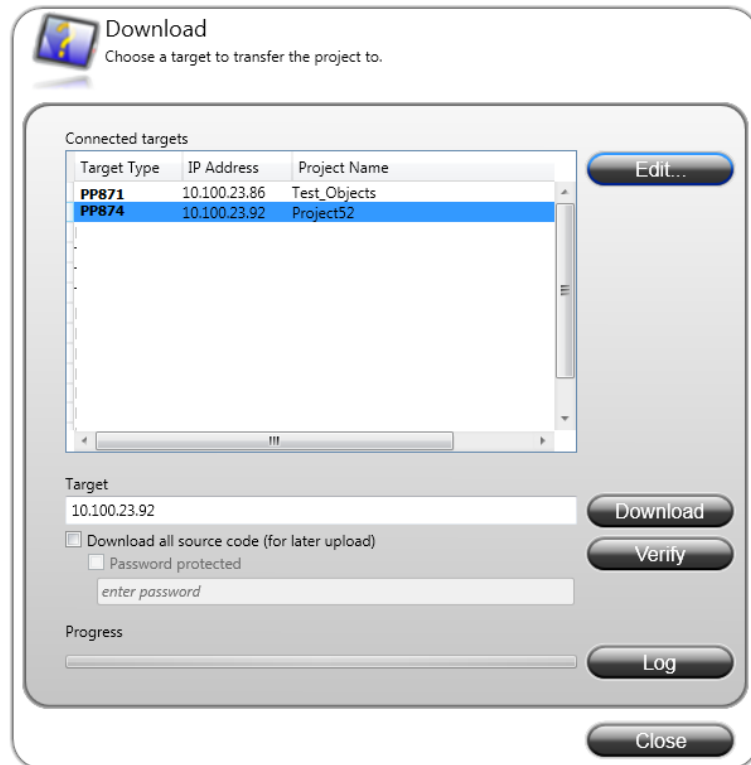 Download
Choose a target to transfer the project to.
Connected targets
Target Type IP Address Project Name
PP871 10.100.23.86 Test_Objects
PP874 10.100.23.92 Project52
Edit...
Target
10.100.23.92
Download
Download all source code (for later upload)
Verify
Password protected
enter password
Progress
Log
Close